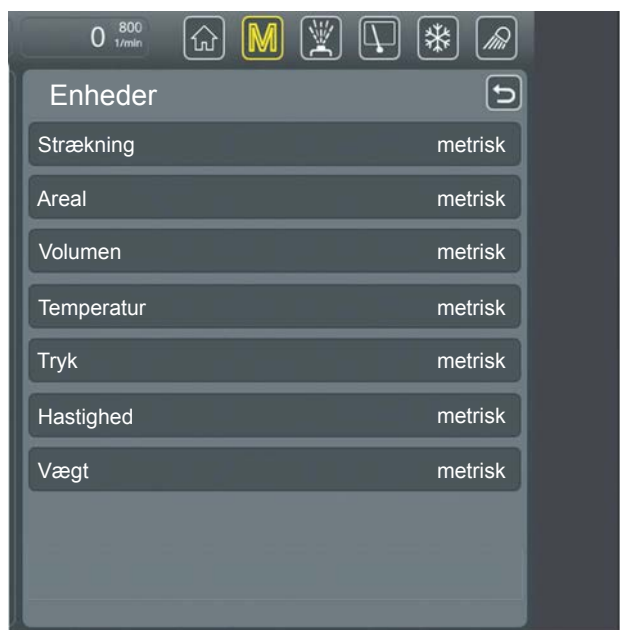 0 800 1/min M
Enheder
Strækning metrisk
Areal metrisk
Volumen metrisk
Temperatur metrisk
Tryk metrisk
Hastighed metrisk
Vægt metrisk